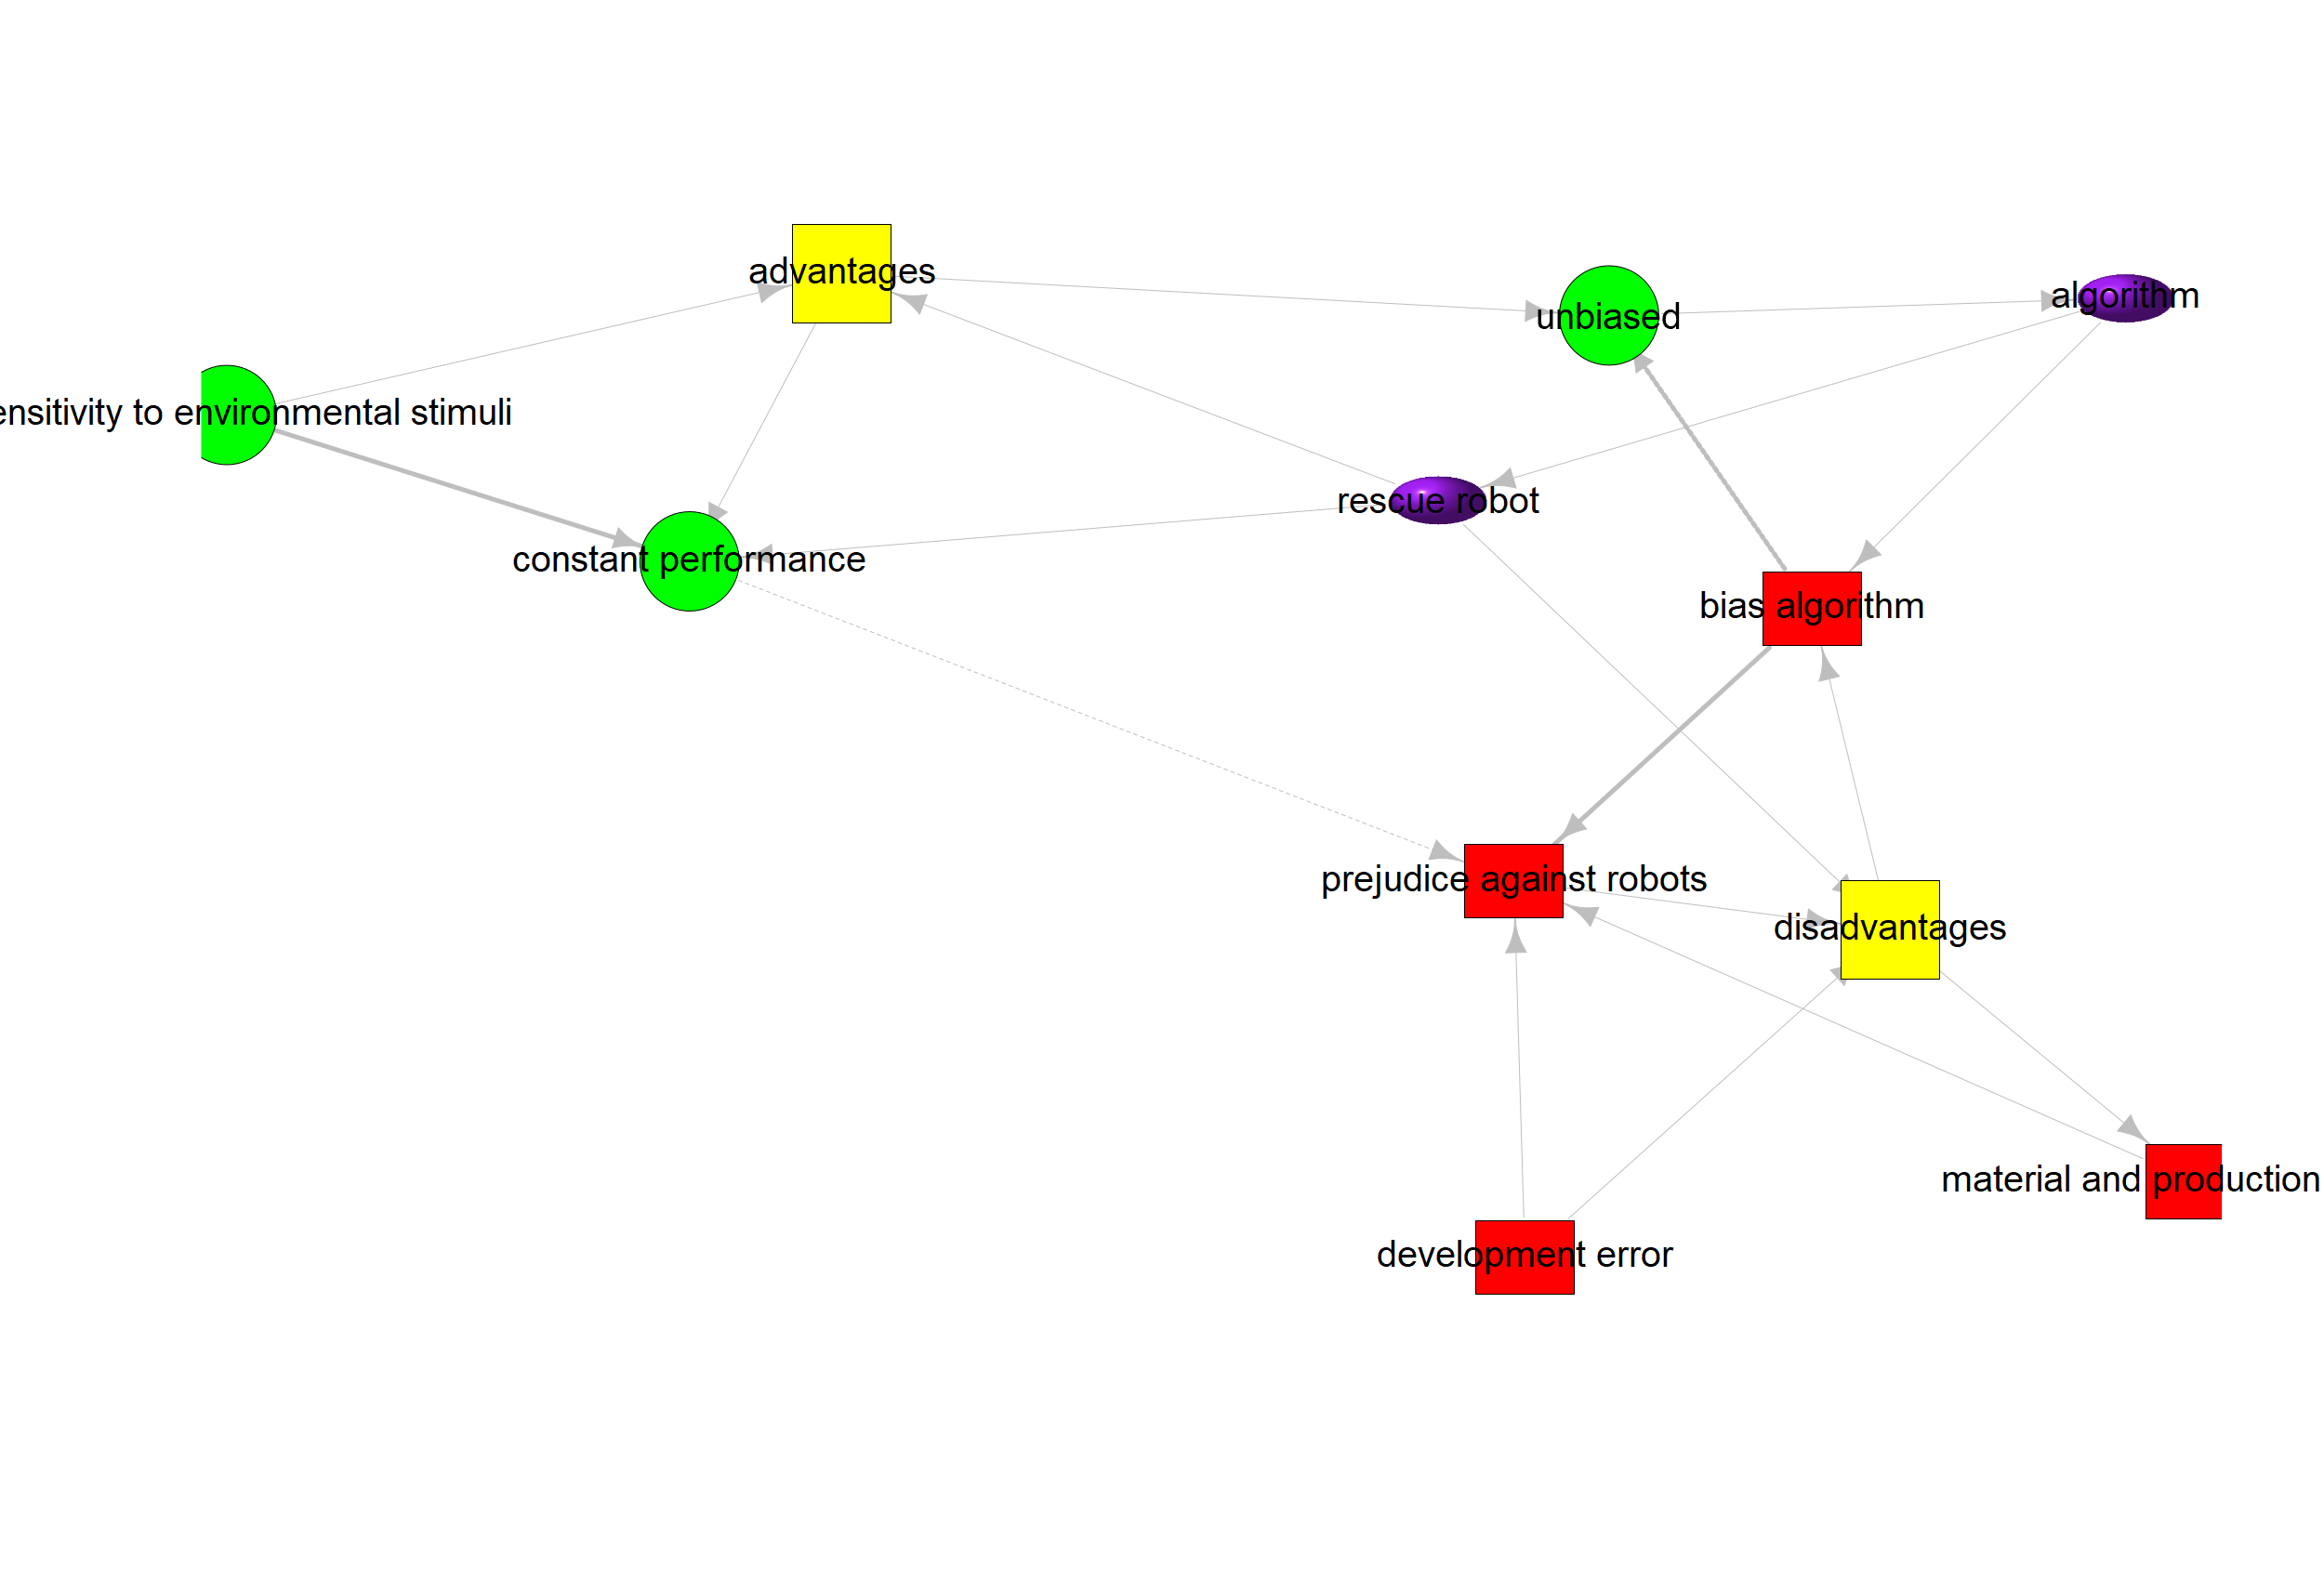 advantages
algorithm
unbiased
ensitivity to environmental stimuli
rescue robot
constant performance
bias algorithm
prejudice against robots
disadvantages
material and production
development error